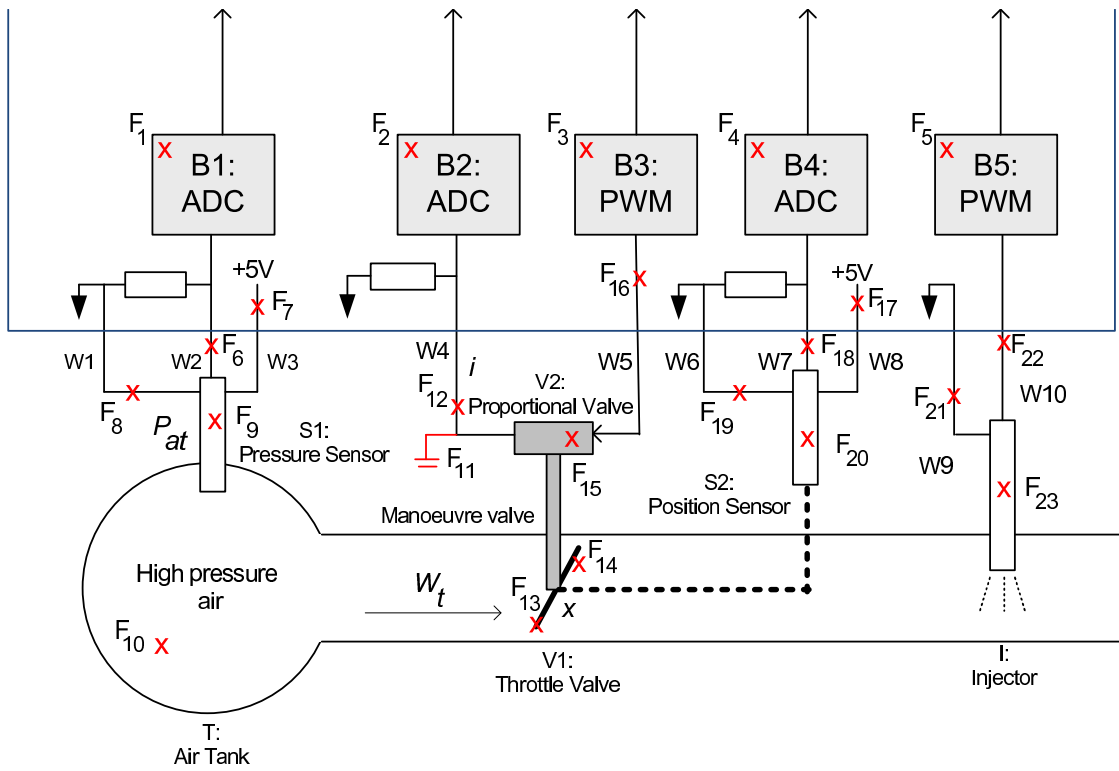 F1
B1:
ADC
F2
B2:
ADC
F3
B3:
PWM
F4
B4:
ADC
F5
B5:
PWM
+5V
F7
F16
+5V
F17
W1
W2
F6
W3
W4
i
W5
W6
W7
F18
W8
F22
F8
F9
Pat
S1:
Pressure Sensor
F12
F11
V2:
Proportional Valve
F15
F19
F20
F21
W10
W9
F23
S2:
Position Sensor
Manoeuvre valve
High pressure
air
Wt
F14
F13
x
F10
V1:
Throttle Valve
I:
Injector
T:
Air Tank